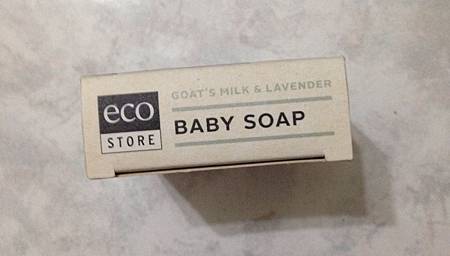 eco
STORE
GOAT'S MILK & LAVENDER
BABY SOAP